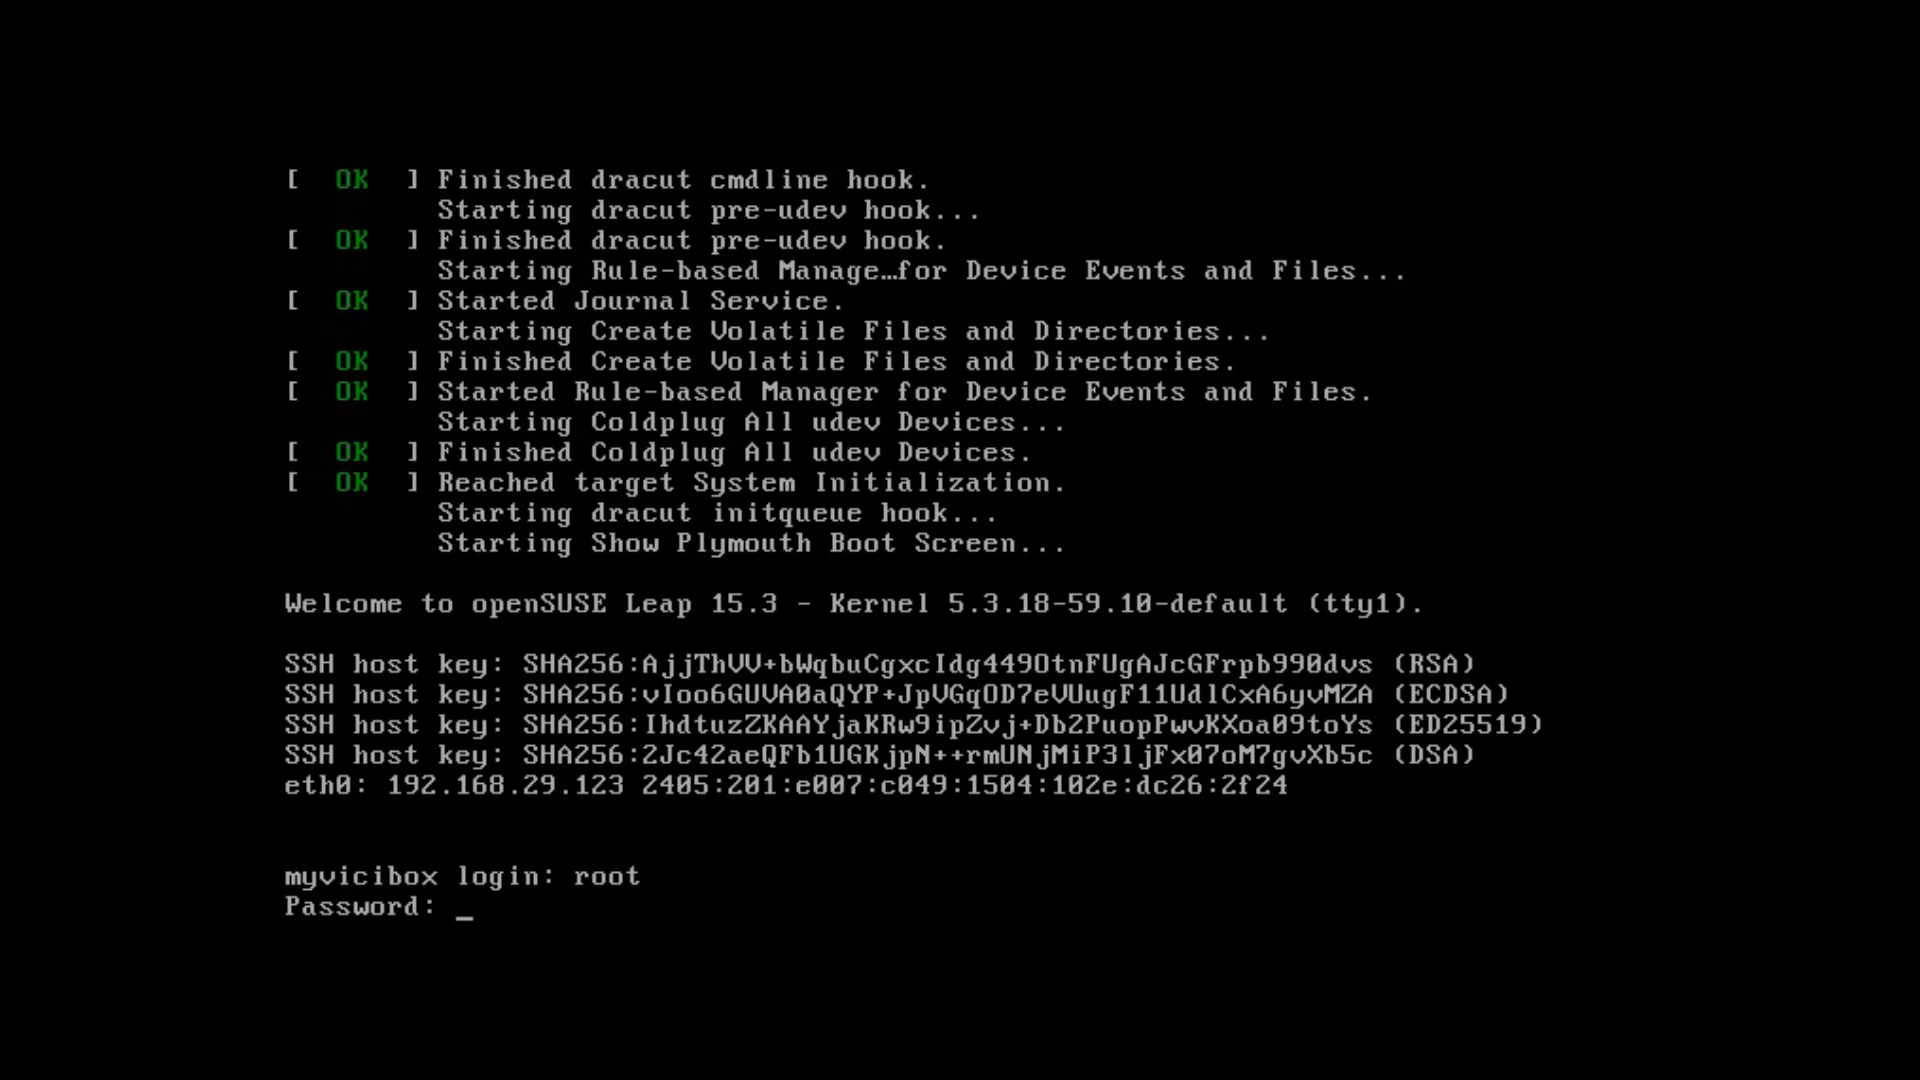 [  OK  ] Finished dracut cmdline hook.
Starting dracut pre-udev hook...
[  OK  ] Finished dracut pre-udev hook.
Starting Rule-based Manage…for Device Events and Files...
[  OK  ] Started Journal Service.
Starting Create Volatile Files and Directories...
[  OK  ] Finished Create Volatile Files and Directories.
[  OK  ] Started Rule-based Manager for Device Events and Files.
Starting Coldplug All udev Devices...
[  OK  ] Finished Coldplug All udev Devices.
[  OK  ] Reached target System Initialization.
Starting dracut initqueue hook...
Starting Show Plymouth Boot Screen...
Welcome to openSUSE Leap 15.3 - Kernel 5.3.18-59.10-default (tty1).
SSH host key: SHA256:AjjThVV+bWqbuCgxcIdg449OtnFUgAJcGFrpb990dvs (RSA)
SSH host key: SHA256:vIoo6GUVA0aQYP+JpVGqOD7eVUugF11UdlCxA6yvMZA (ECDSA)
SSH host key: SHA256:IhdtuzZKAAYjaKRw9ipZvj+Db2PuopPwvKXoa09toYs (ED25519)
SSH host key: SHA256:2Jc42aeQFb1UGKjpN++rmUNjMiP3ljFx07oM7gvXb5c (DSA)
eth0: 192.168.29.123 2405:201:e007:c049:1504:102e:dc26:2f24
myvicibox login: root
Password: _